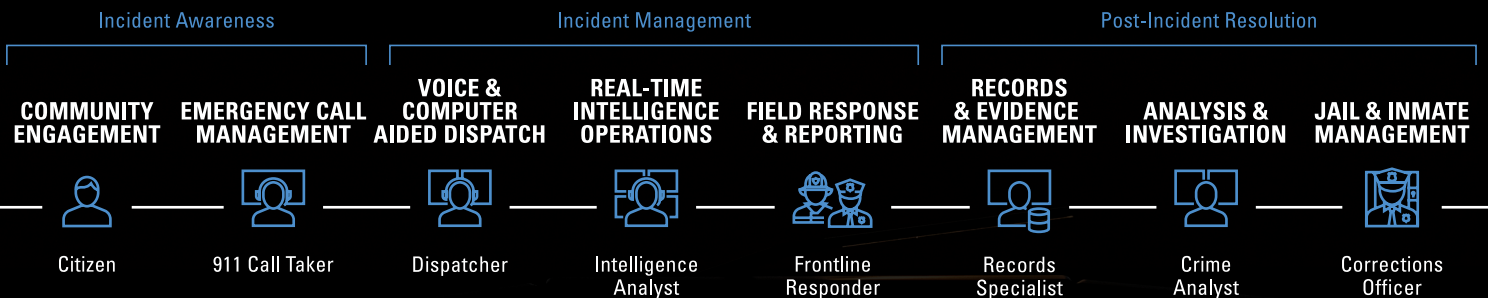 Incident Awareness
Incident Management
Post-Incident Resolution
COMMUNITY
ENGAGEMENT
EMERGENCY CALL
MANAGEMENT
VOICE &
COMPUTER
AIDED DISPATCH
REAL-TIME
INTELLIGENCE
OPERATIONS
FIELD RESPONSE
& REPORTING
RECORDS
& EVIDENCE
MANAGEMENT
ANALYSIS &
INVESTIGATION
JAIL & INMATE
MANAGEMENT
Citizen
911 Call Taker
Dispatcher
Intelligence
Analyst
Frontline
Responder
Records
Specialist
Crime
Analyst
Corrections
Officer